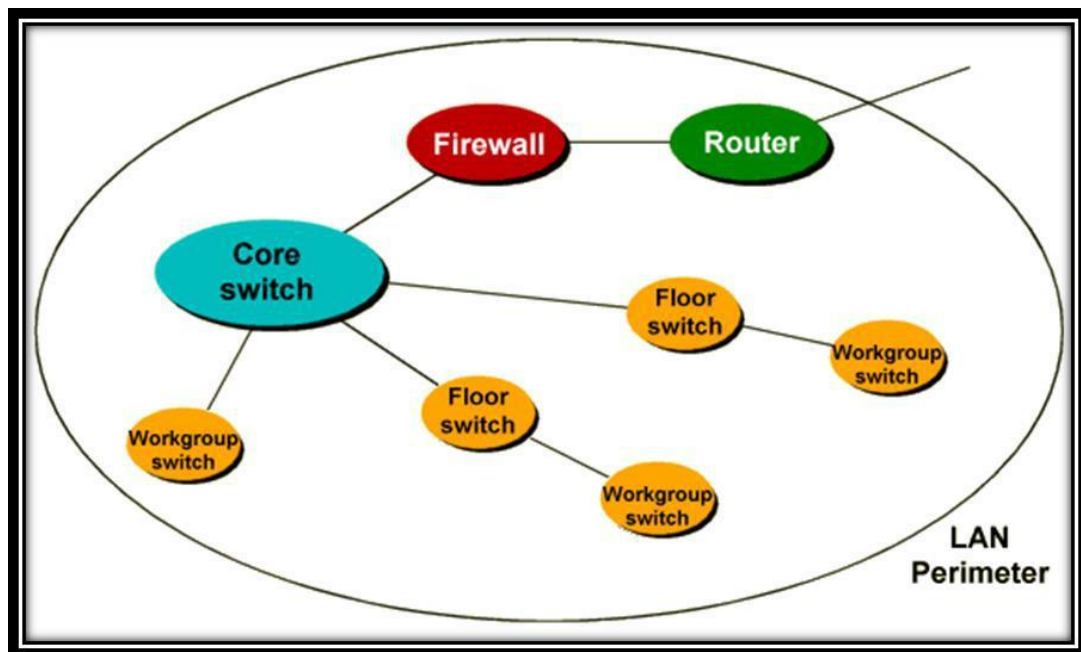 Firewall
Router
Core
switch
Floor
switch
Workgroup
switch
Floor
switch
Workgroup
switch
Workgroup
switch
LAN
Perimeter